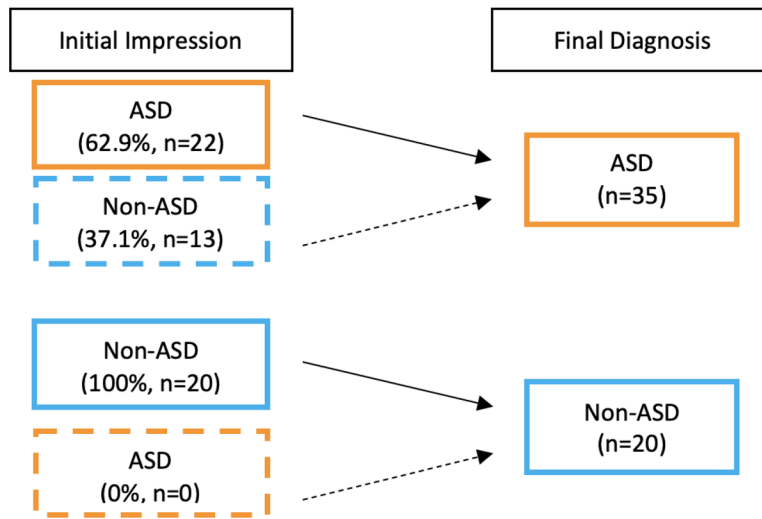 Initial Impression
Final Diagnosis
ASD
(62.9%, n=22)
Non-ASD
(37.1%, n=13)
ASD
(n=35)
Non-ASD
(100%, n=20)
ASD
(0%, n=0)
Non-ASD
(n=20)